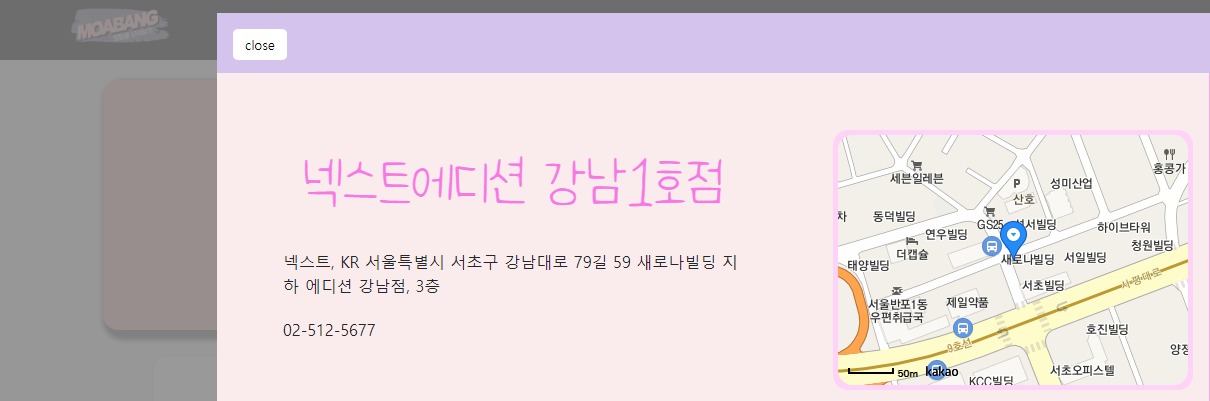 MOABANG
close
넥스트에디션 강남1호점
넥스트, KR 서울특별시 서초구 강남대로 79길 59 새로나빌딩 지
하 에디션 강남점, 3층
02-512-5677
홍콩가
세븐일레븐
P
성미산업
산호
차
동덕빌딩
GS25
성서빌딩
하이브타워
연우빌딩
청원빌딩
더캡슐
새로나빌딩
서일빌딩
태양빌딩
서평대로
서초빌딩
서울반포1동
우편취급국
제일약품
호진빌딩
9호선
양징
서초오피스텔
50m
kakao
KCC빌딩